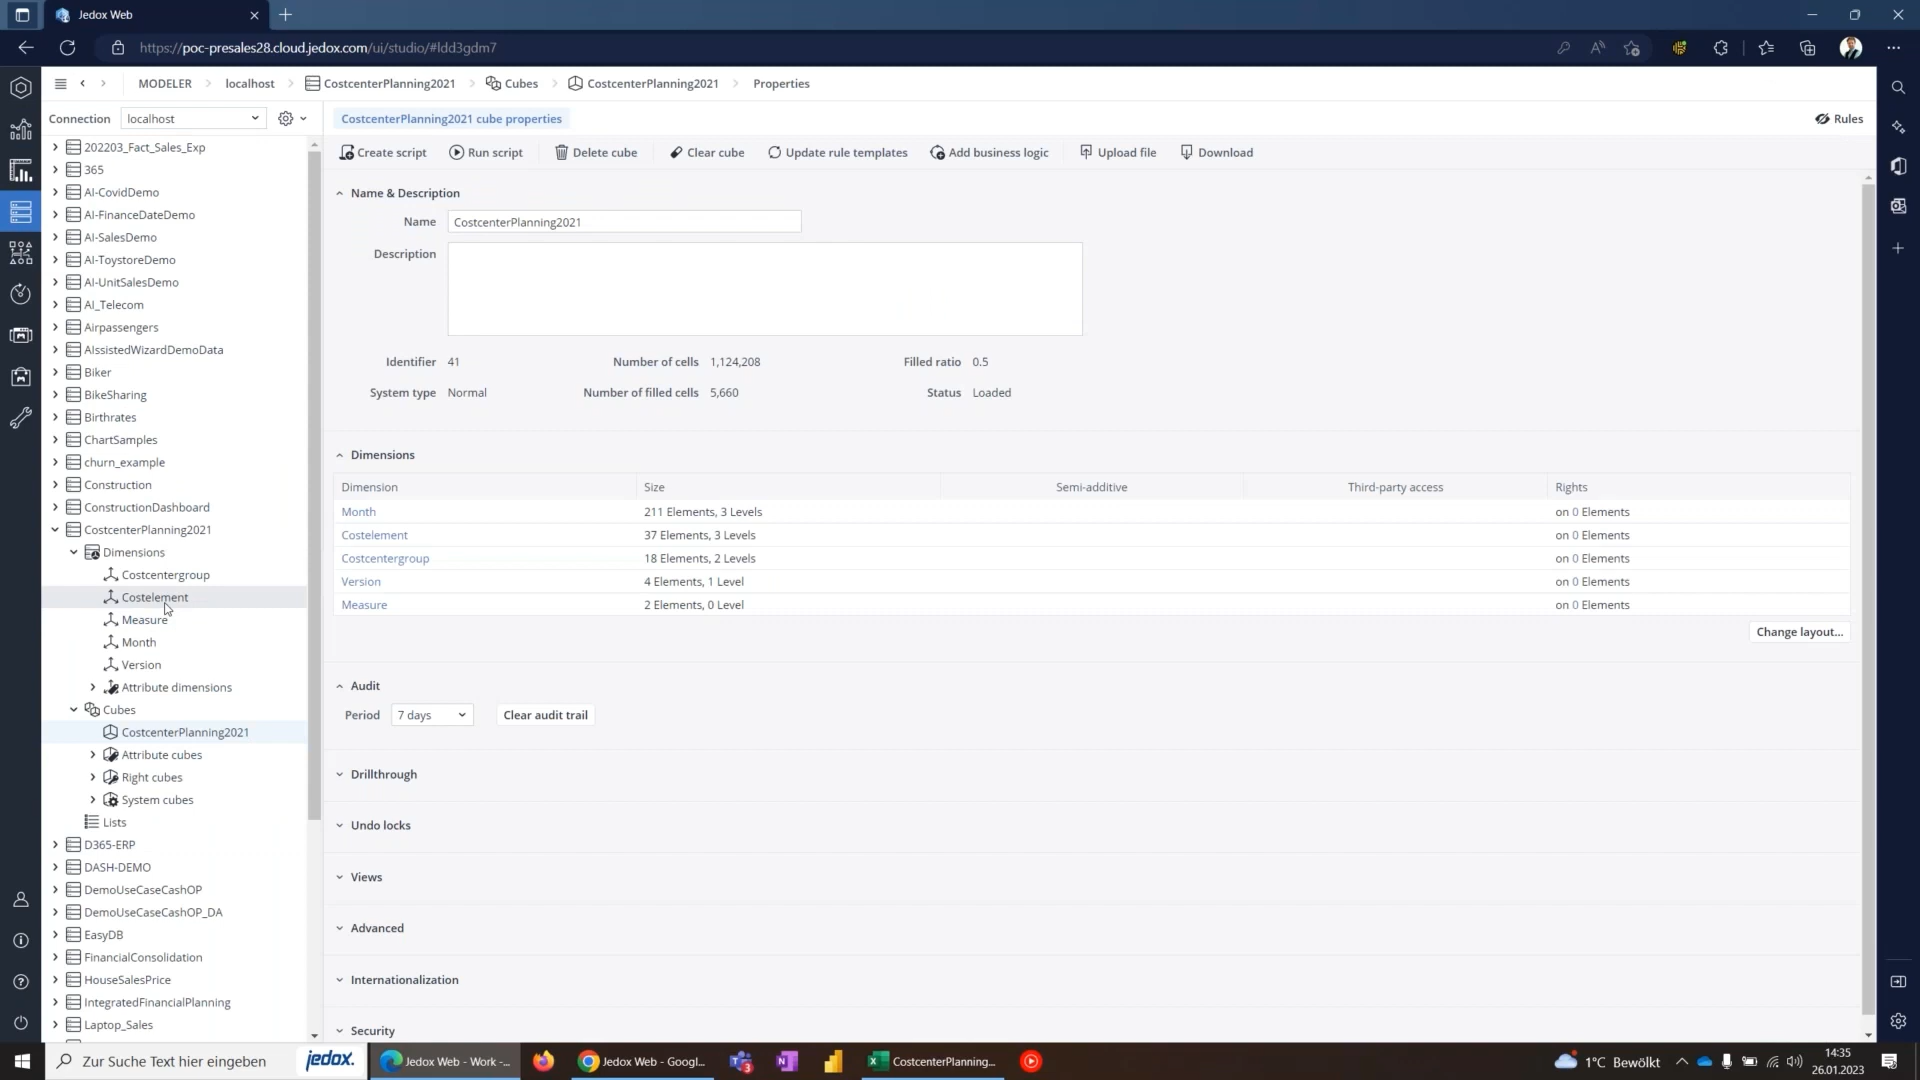 Jedox Web
https://poc-presales28.cloud.jedox.com/ui/studio/#ldd3gdm7
MODELER
localhost
CostcenterPlanning2021
Cubes
CostcenterPlanning2021
Properties
Connection
localhost
CostcenterPlanning2021 cube properties
Rules
Create script
Run script
Delete cube
Clear cube
Update rule templates
Add business logic
Upload file
Download
202203_Fact_Sales_Exp
365
AI-CovidDemo
AI-FinanceDateDemo
AI-SalesDemo
AI-ToystoreDemo
AI-UnitSalesDemo
AI_Telecom
Airpassengers
AIssistedWizardDemoData
Biker
BikeSharing
Birthrates
ChartSamples
churn_example
Construction
ConstructionDashboard
CostcenterPlanning2021
Dimensions
Costcentergroup
Costelement
Measure
Month
Version
Attribute dimensions
Cubes
CostcenterPlanning2021
Attribute cubes
Right cubes
System cubes
Lists
D365-ERP
DASH-DEMO
DemoUseCaseCashOP
DemoUseCaseCashOP_DA
EasyDB
FinancialConsolidation
HouseSalesPrice
IntegratedFinancialPlanning
Laptop_Sales
Name & Description
Name CostcenterPlanning2021
Description
Identifier 41 Number of cells 1,124,208 Filled ratio 0.5
System type Normal Number of filled cells 5,660 Status Loaded
Dimensions
Dimension Size Semi-additive Third-party access Rights
Month 211 Elements, 3 Levels on 0 Elements
Costelement 37 Elements, 3 Levels on 0 Elements
Costcentergroup 18 Elements, 2 Levels on 0 Elements
Version 4 Elements, 1 Level on 0 Elements
Measure 2 Elements, 0 Level on 0 Elements
Change layout...
Audit
Period 7 days Clear audit trail
Drillthrough
Undo locks
Views
Advanced
Internationalization
Security
Zur Suche Text hier eingeben
jedox.
Jedox Web - Work -...
Jedox Web - Googl...
3
CostcenterPlanning...
1°C Bewölkt
14:35
26.01.2023